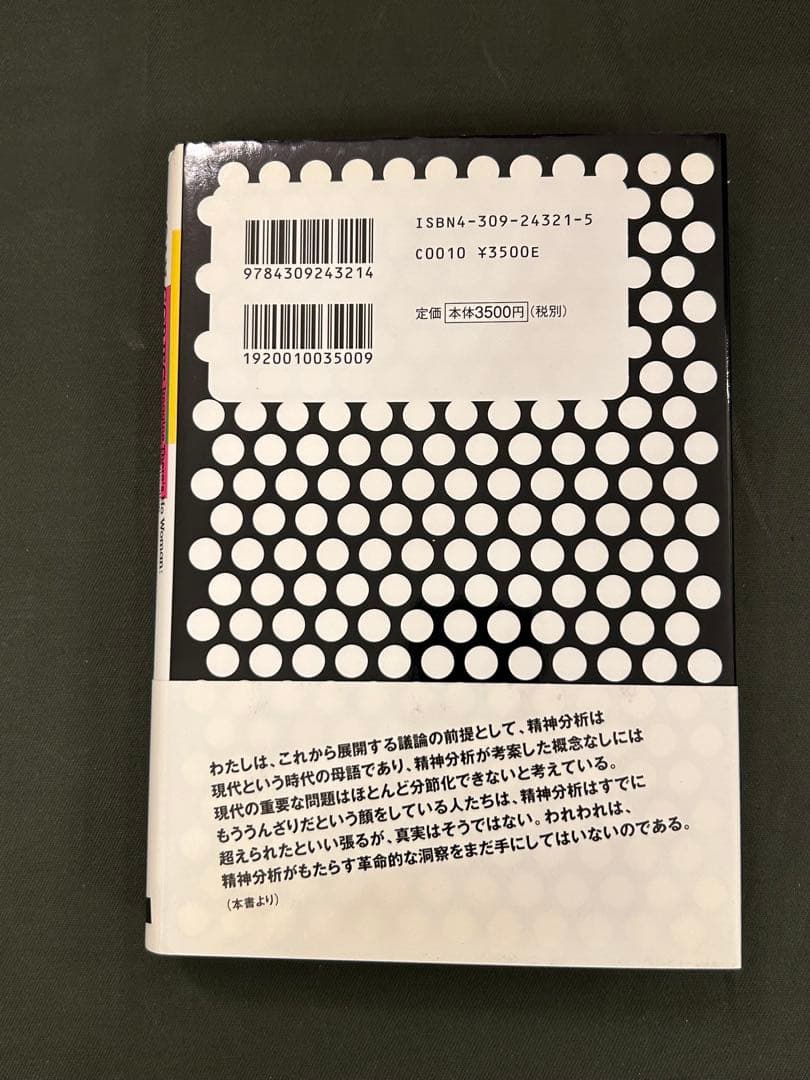 ISBN4-309-24321-5
9784309243214
C0010 ¥3500E
定価 本体3500円 (税別)
1920010035009
Woman:
わたしは、これから展開する議論の前提として、精神分析は
現代という時代の母語であり、精神分析が考案した概念なしには
現代の重要な問題はほとんど分節化できないと考えている。
もううんざりだという顔をしている人たちは、精神分析はすでに
超えられたといい張るが、真実はそうではない。われわれは、
精神分析がもたらす革命的な洞察をまだ手にしてはいないのである。
(本書より)